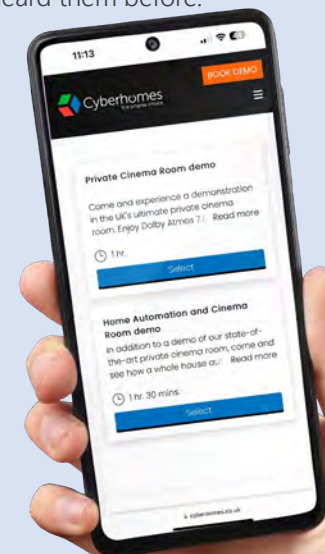 eard them before.
11:13
Cyberhomes
BOOK DEMO
Private Cinema Room demo
Come and experience a demonstration
in the UK's ultimate private cinema
room. Enjoy Dolby Atmos 7. Read more
1 hr.
Select
Home Automation and Cinema
Room demo
In addition to a demo of our state-of-
the-art private cinema room, come and
see how a whole house au Read more
1 hr. 30 mins.
Select
cyberhomes.co.uk